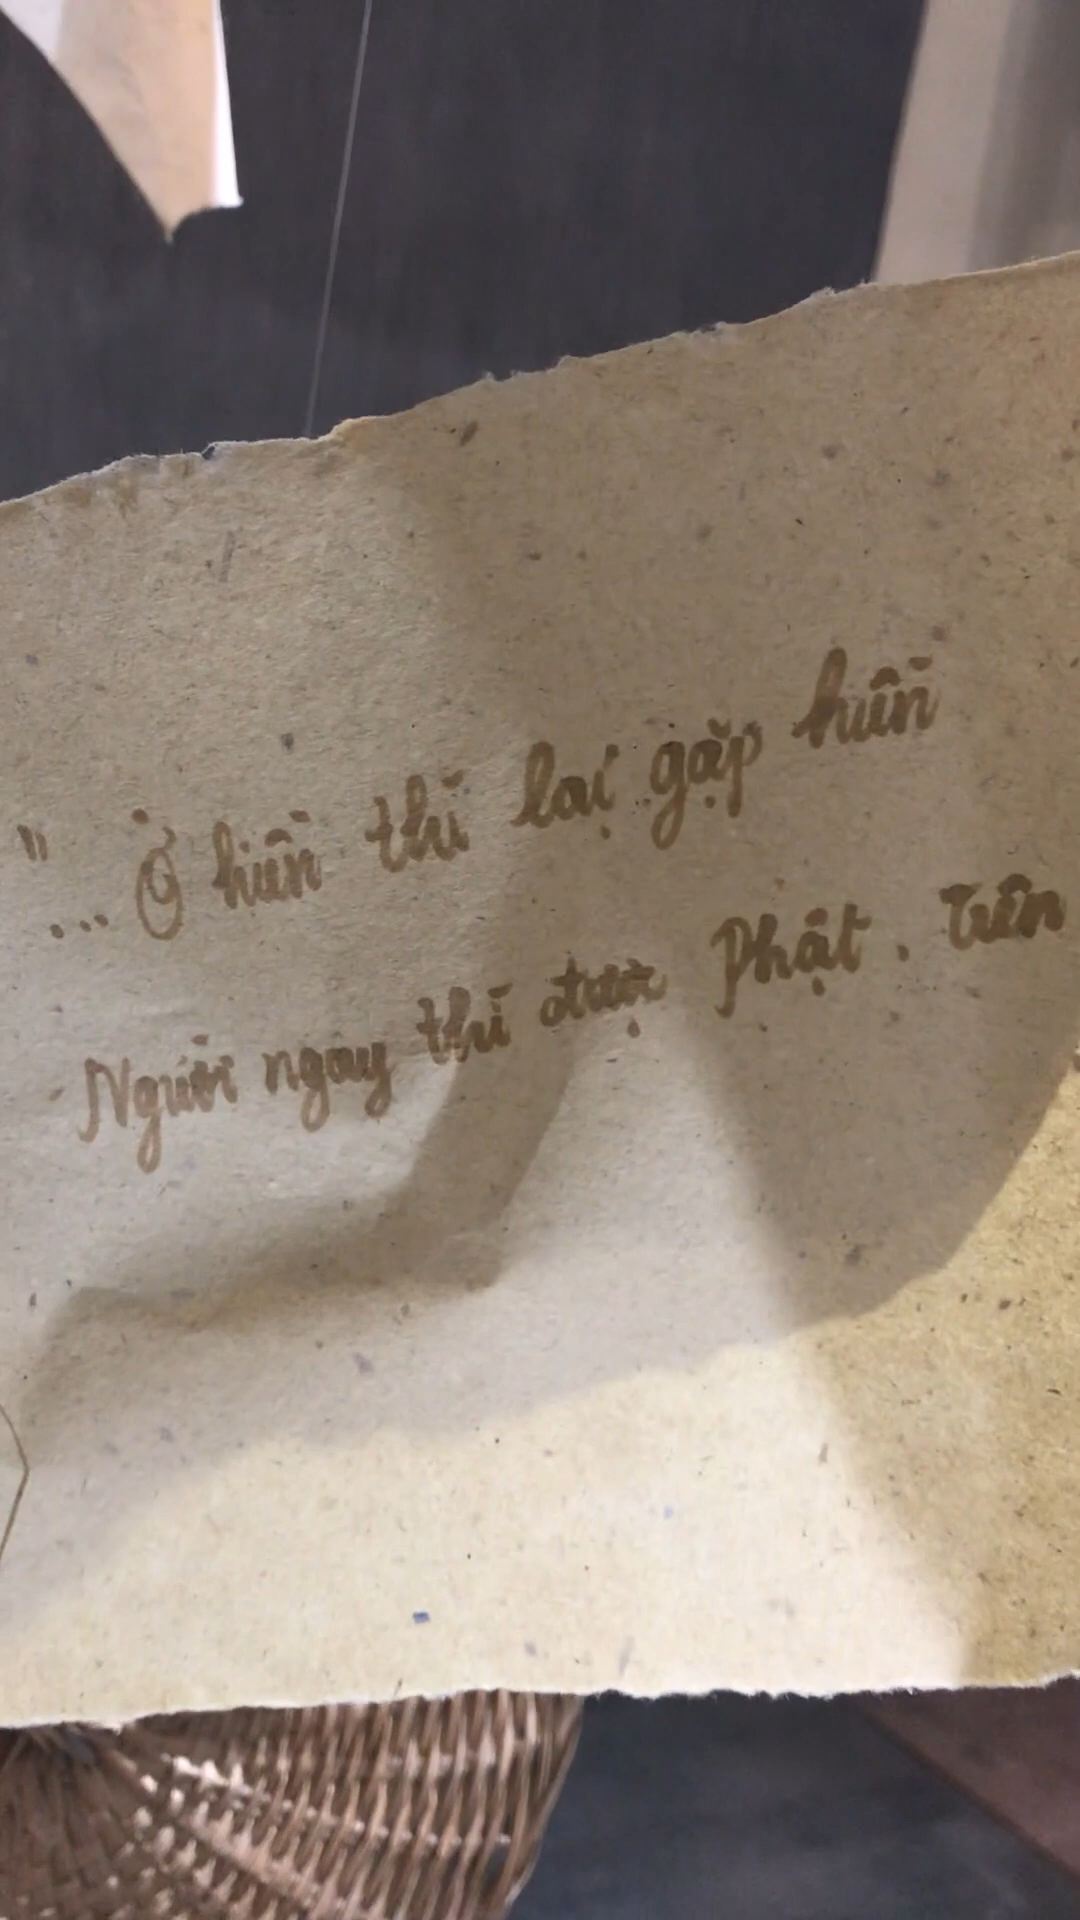 "... Ở hiền thì lại gặp hiền
Người ngay thì được Phật, tiên